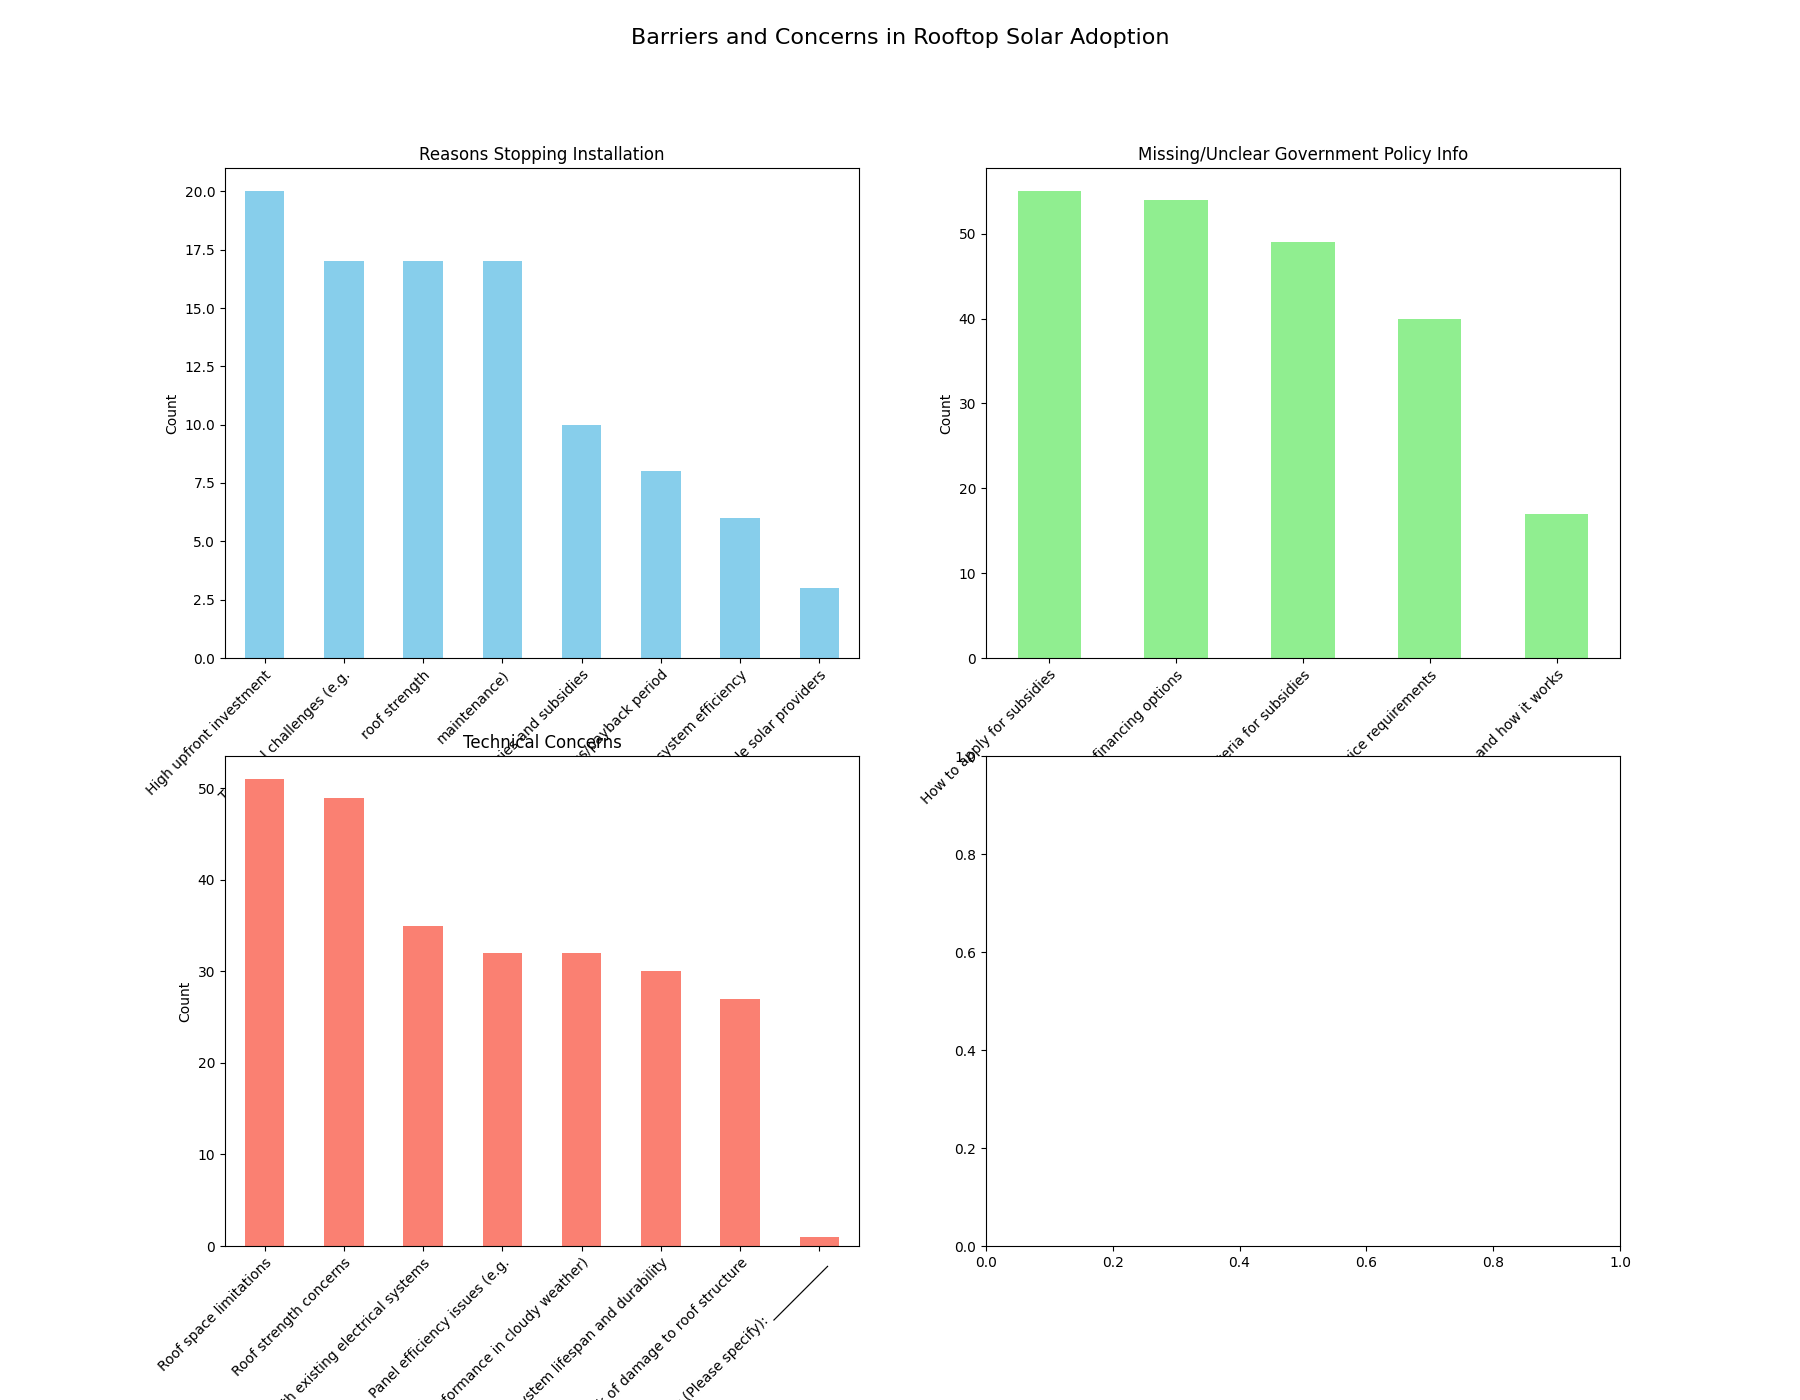 Barriers and Concerns in Rooftop Solar Adoption
Reasons Stopping Installation
Count
20.0
17.5
15.0
12.5
10.0
7.5
5.0
2.5
0.0
High upfront investment
challenges (e.g.
roof strength
maintenance)
and subsidies
/payback period
system efficiency
solar providers
Missing/Unclear Government Policy Info
Count
50
40
30
20
10
0
How to apply for subsidies
financing options
for subsidies
requirements
and how it works
Technical Concerns
Count
50
40
30
20
10
0
Roof space limitations
Roof strength concerns
existing electrical systems
Panel efficiency issues (e.g.
in cloudy weather)
lifespan and durability
of damage to roof structure
(Please specify): ______
1.0
0.8
0.6
0.4
0.2
0.0
0.0 0.2 0.4 0.6 0.8 1.0